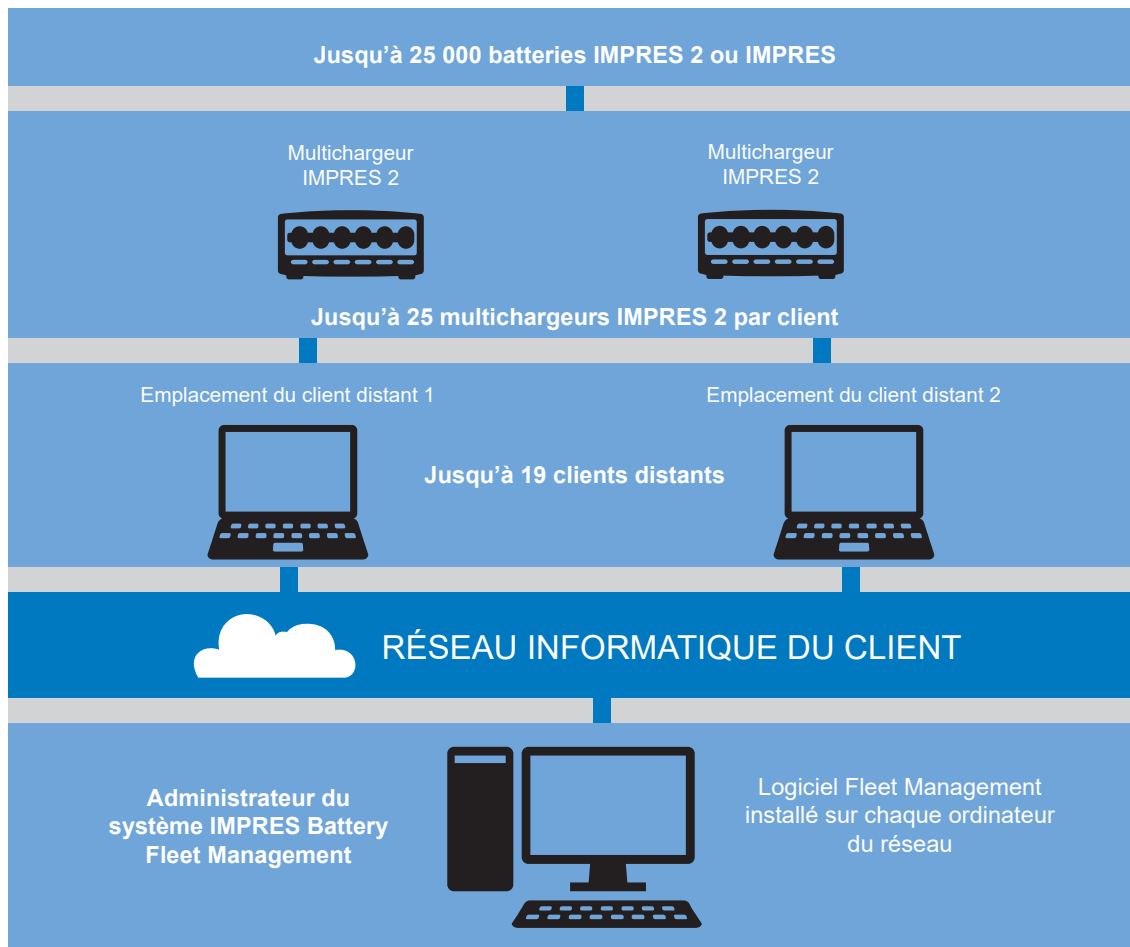 Jusqu'à 25 000 batteries IMPRES 2 ou IMPRES
Multichargeur
IMPRES 2
Multichargeur
IMPRES 2
Jusqu'à 25 multichargeurs IMPRES 2 par client
Emplacement du client distant 1
Emplacement du client distant 2
Jusqu'à 19 clients distants
RÉSEAU INFORMATIQUE DU CLIENT
Administrateur du
système IMPRES Battery
Fleet Management
Logiciel Fleet Management
installé sur chaque ordinateur
du réseau